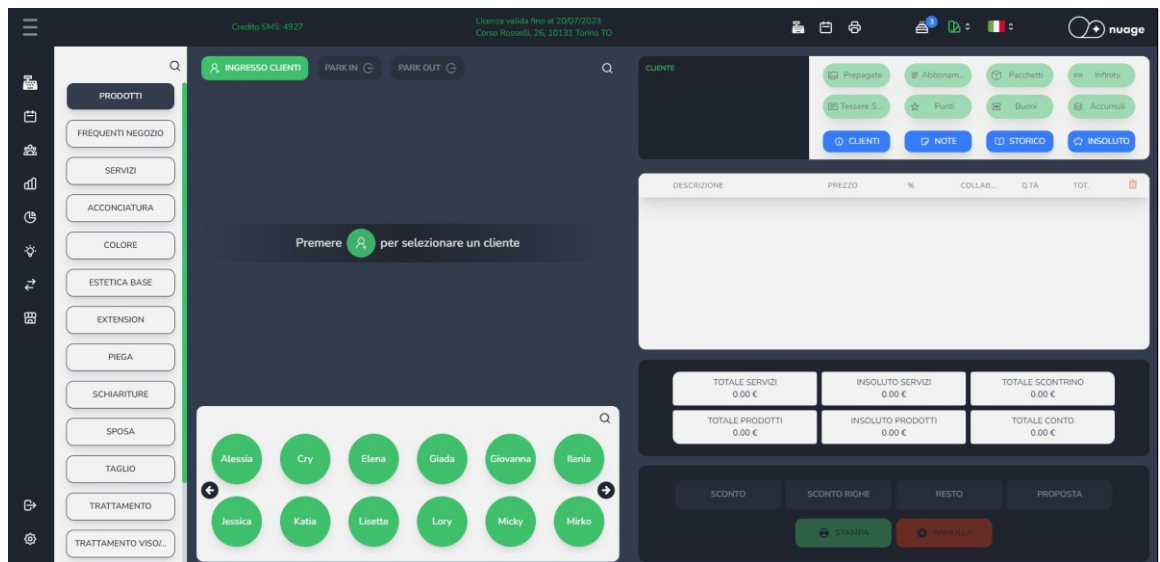 Credito SMS: 4927
Licenza valida fino al 20/07/2023
Corso Rosselli, 26, 10131 Torino TO
3
nuage
PRODOTTI
FREQUENTI NEGOZIO
SERVIZI
ACCONCIATURA
COLORE
ESTETICA BASE
EXTENSION
PIEGA
SCHIARITURE
SPOSA
TAGLIO
TRATTAMENTO
TRATTAMENTO VISO/...
INGRESSO CLIENTI PARK IN PARK OUT
Premere per selezionare un cliente
Alessia Cry Elena Giada Giovanna Ilenia
Jessica Katia Lisette Lory Micky Mirko
CLIENTE
Prepagate Abbonam... Pacchetti Infinity
Tessere S... Punti Buoni Accumuli
CLIENTI NOTE STORICO INSOLUTO
DESCRIZIONE PREZZO % COLLAB... Q.TÀ TOT.
TOTALE SERVIZI INSOLUTO SERVIZI TOTALE SCONTRINO
0.00 € 0.00 € 0.00 €
TOTALE PRODOTTI INSOLUTO PRODOTTI TOTALE CONTO
0.00 € 0.00 € 0.00 €
SCONTO SCONTO RIGHE RESTO PROPOSTA
STAMPA ANNULLA